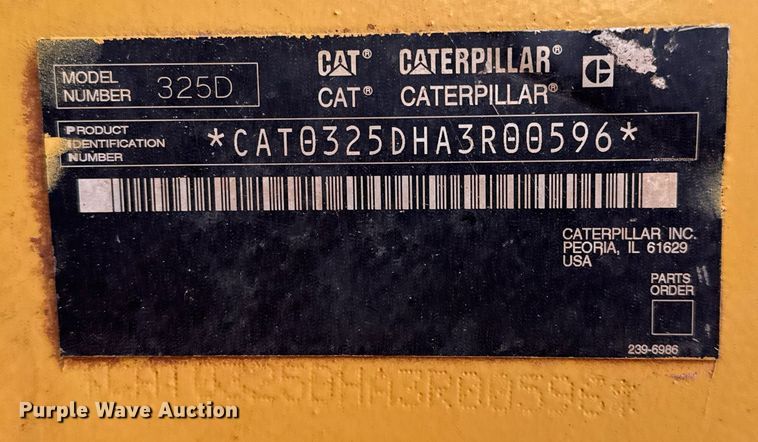 MODEL NUMBER 325D
CAT® CATERPILLAR®
CAT® CATERPILLAR®
PRODUCT IDENTIFICATION NUMBER *CAT0325DHA3R00596*
CATERPILLAR INC.
PEORIA, IL 61629
USA
PARTS ORDER
239-6986
325DHA3R00596*
Purple Wave Auction